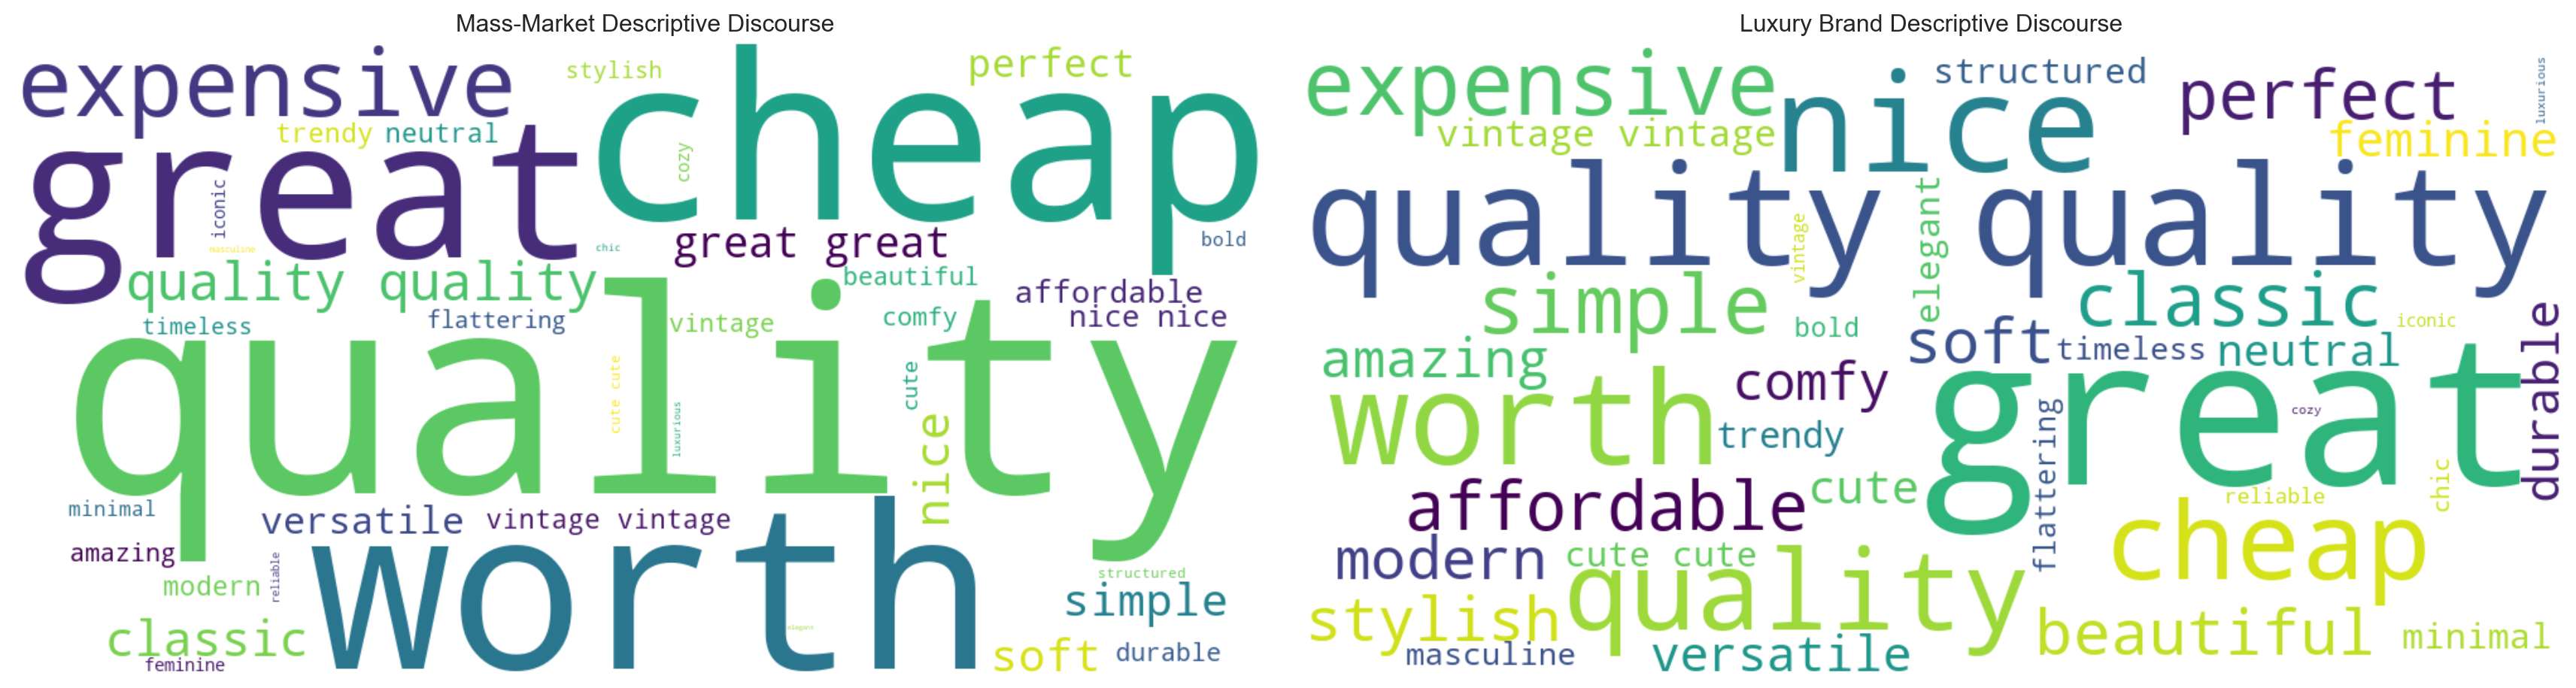 Mass-Market Descriptive Discourse
expensive
stylish
perfect
cheap
trendy
neutral
great
cozy
iconic
masculine
chic
great great
bold
quality quality
beautiful
affordable
timeless
flattering
vintage
comfy
nice nice
quality
cute cute
cute
luxurious
nice
minimal
versatile
vintage vintage
amazing
worth
modern
reliable
structured
simple
classic
elegant
feminine
soft
durable
Luxury Brand Descriptive Discourse
expensive
nice
structured
perfect
luxurious
vintage vintage
feminine
quality quality
elegant
vintage
simple
classic
bold
soft
iconic
amazing
timeless
neutral
durable
comfy
worth
great
trendy
cozy
flattering
affordable
cute
chic
reliable
modern
cute cute
cheap
quality
stylish
beautiful
minimal
masculine
versatile